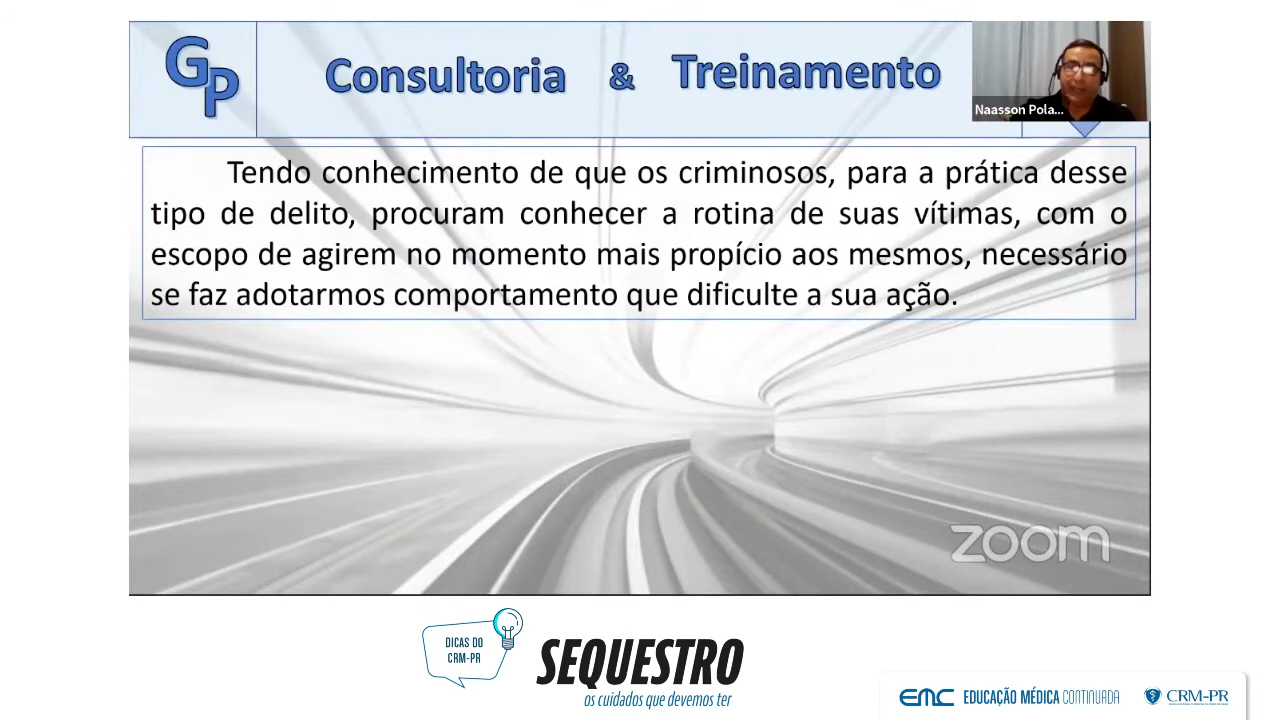 GP
Consultoria & Treinamento
Naasson Pola...
Tendo conhecimento de que os criminosos, para a prática desse
tipo de delito, procuram conhecer a rotina de suas vítimas, com o
escopo de agirem no momento mais propício aos mesmos, necessário
se faz adotarmos comportamento que dificulte a sua ação.
zoom
DICAS DO
CRM-PR
SEQUESTRO
os cuidados que devemos ter
EMC EDUCAÇÃO MÉDICA CONTINUADA
CRM-PR